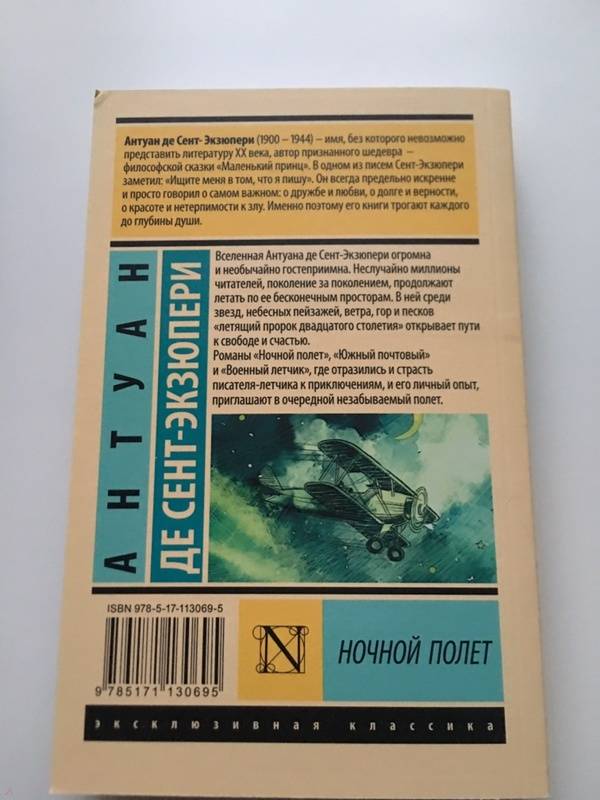 Антуан де Сент- Экзюпери (1900 – 1944) – имя, без которого невозможно
представить литературу XX века, автор признанного шедевра –
философской сказки «Маленький принц». В одном из писем Сент-Экзюпери
заметил: «Ищите меня в том, что я пишу». Он всегда предельно искренне
и просто говорил о самом важном: о дружбе и любви, о долге и верности,
о красоте и нетерпимости к злу. Именно поэтому его книги трогают каждого
до глубины души.
АНТУАН
ДЕ СЕНТ-ЭКЗЮПЕРИ
Вселенная Антуана де Сент-Экзюпери огромна
и необычайно гостеприимна. Неслучайно миллионы
читателей, поколение за поколением, продолжают
летать по ее бесконечным просторам. В ней среди
звезд, небесных пейзажей, ветра, гор и песков
«летящий пророк двадцатого столетия» открывает пути
к свободе и счастью.
Романы «Ночной полет», «Южный почтовый»
и «Военный летчик», где отразились и страсть
писателя-летчика к приключениям, и его личный опыт,
приглашают в очередной незабываемый полет.
ISBN 978-5-17-113069-5
9 785171 130695
N
НОЧНОЙ ПОЛЕТ
эксклюзивная классика